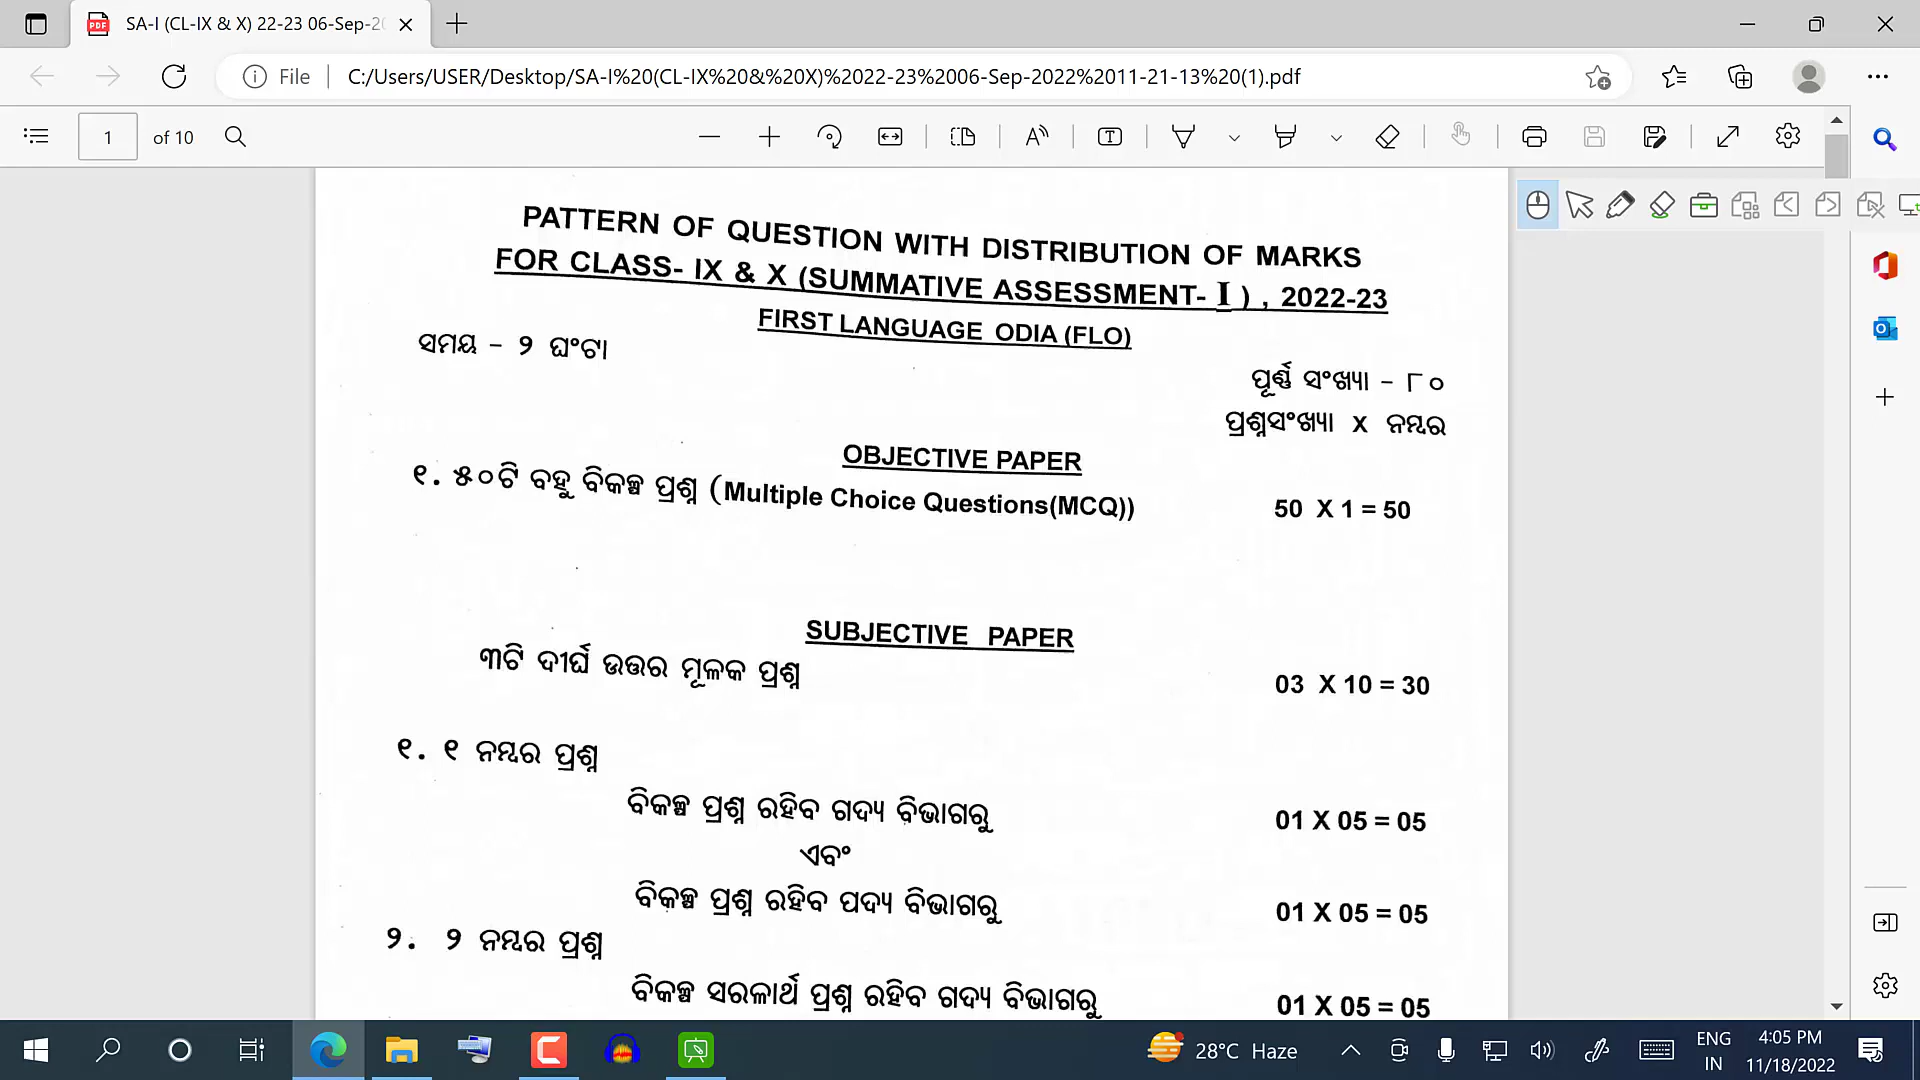 SA-I (CL-IX & X) 22-23 06-Sep-20
File
C:/Users/USER/Desktop/SA-I%20(CL-IX%20&%20X)%2022-23%2006-Sep-2022%2011-21-13%20(1).pdf
1 of 10
PATTERN OF QUESTION WITH DISTRIBUTION OF MARKS
FOR CLASS- IX & X (SUMMATIVE ASSESSMENT- I ) , 2022-23
FIRST LANGUAGE ODIA (FLO)
ସମୟ – ୨ ଘଂଟା
ପୂର୍ଣ୍ଣ ସଂଖ୍ୟା – ୮୦
ପ୍ରଶ୍ନସଂଖ୍ୟା X ନମ୍ବର
OBJECTIVE PAPER
୧. ୫୦ଟି ବହୁ ବିକଳ୍ପ ପ୍ରଶ୍ନ (Multiple Choice Questions(MCQ)) 50 X 1 = 50
SUBJECTIVE PAPER
୩ଟି ଦୀର୍ଘ ଉତ୍ତର ମୂଳକ ପ୍ରଶ୍ନ 03 X 10 = 30
୧. ୧ ନମ୍ବର ପ୍ରଶ୍ନ
ବିକଳ୍ପ ପ୍ରଶ୍ନ ରହିବ ଗଦ୍ୟ ବିଭାଗରୁ 01 X 05 = 05
ଏବଂ
ବିକଳ୍ପ ପ୍ରଶ୍ନ ରହିବ ପଦ୍ୟ ବିଭାଗରୁ 01 X 05 = 05
୨. ୨ ନମ୍ବର ପ୍ରଶ୍ନ
ବିକଳ୍ପ ସରଳାର୍ଥ ପ୍ରଶ୍ନ ରହିବ ଗଦ୍ୟ ବିଭାଗରୁ 01 X 05 = 05
28°C Haze
ENG
IN
4:05 PM
11/18/2022